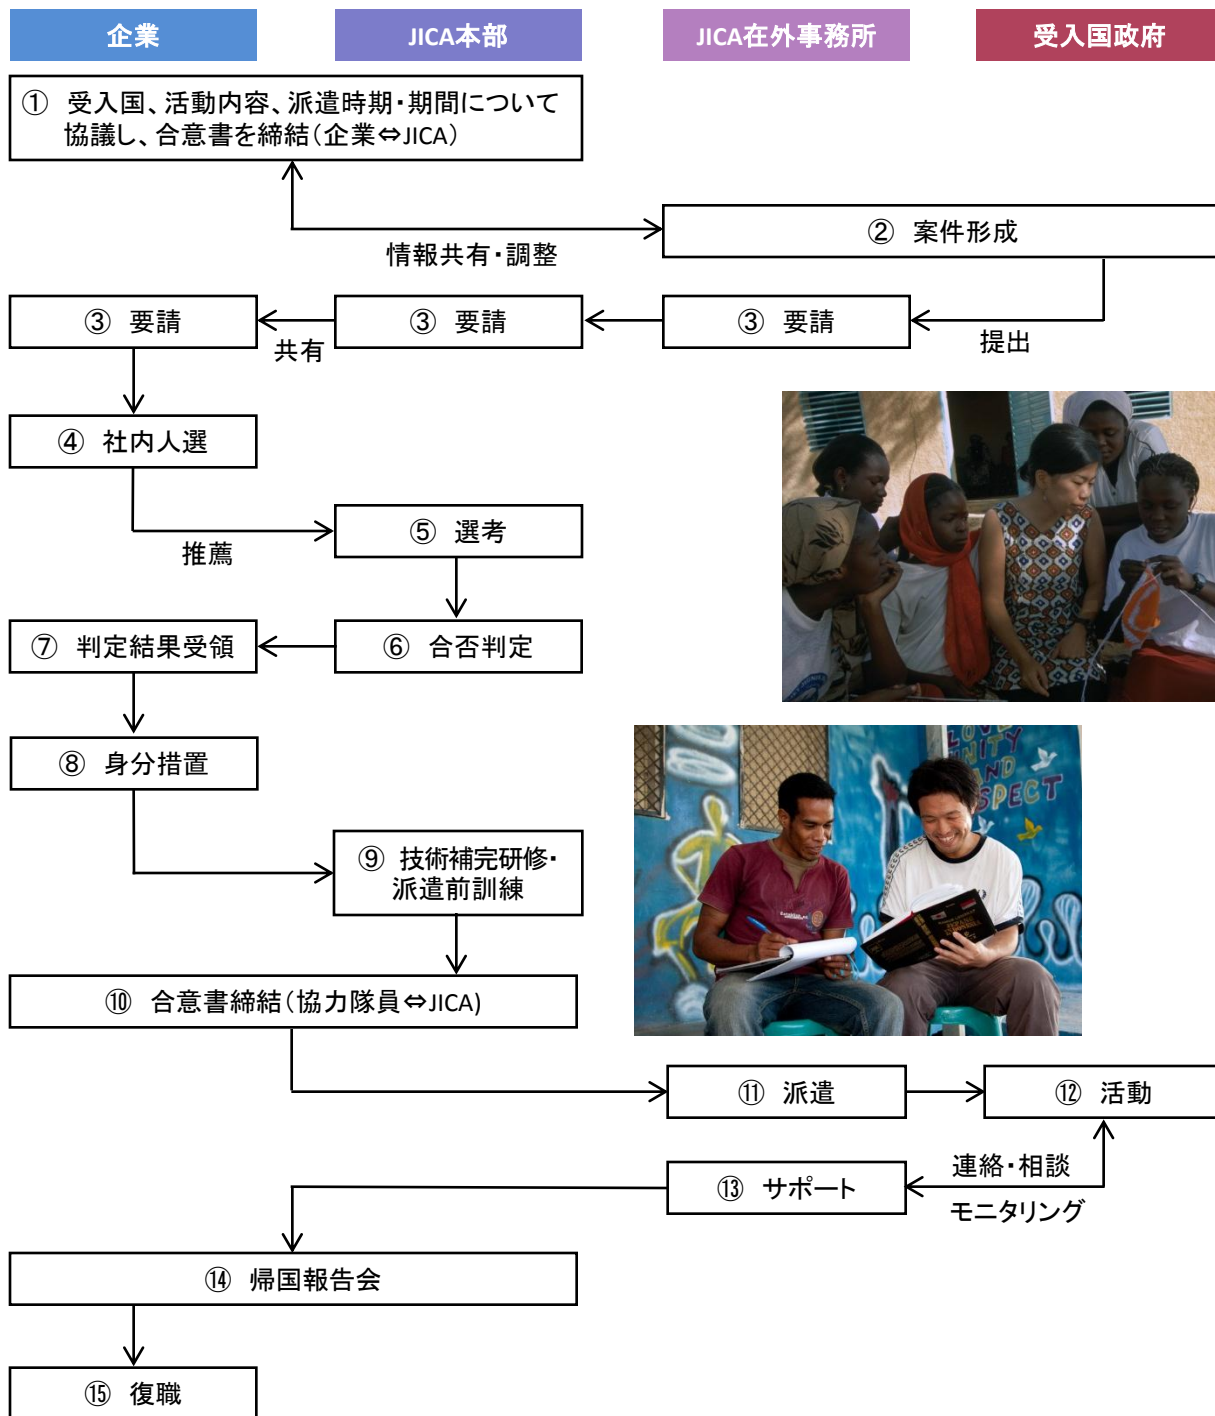 企業
JICA本部
JICA在外事務所
受入国政府
① 受入国、活動内容、派遣時期・期間について
協議し、合意書を締結(企業⇔JICA)
② 案件形成
情報共有・調整
③ 要請
③ 要請
③ 要請
共有
提出
④ 社内人選
⑤ 選考
推薦
⑦ 判定結果受領
⑥ 合否判定
⑧ 身分措置
LOVE
UNITY
AND
RESPECT
⑨ 技術補完研修・
派遣前訓練
⑩ 合意書締結(協力隊員⇔JICA)
⑪ 派遣
⑫ 活動
連絡・相談
⑬ サポート
モニタリング
⑭ 帰国報告会
⑮ 復職